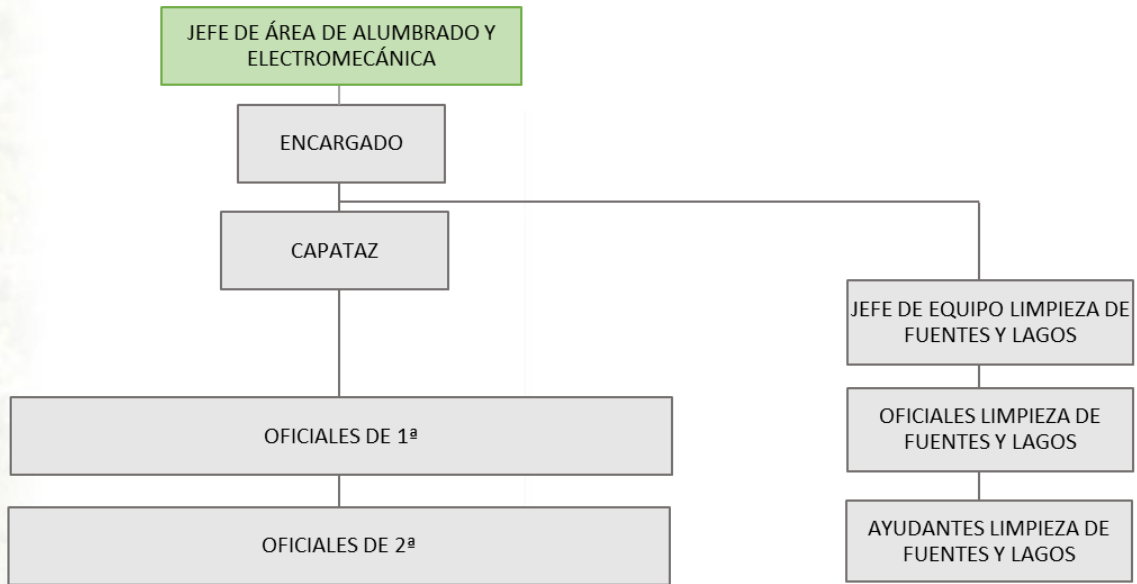 JEFE DE ÁREA DE ALUMBRADO Y
ELECTROMECÁNICA
ENCARGADO
CAPATAZ
JEFE DE EQUIPO LIMPIEZA DE
FUENTES Y LAGOS
OFICIALES LIMPIEZA DE
FUENTES Y LAGOS
OFICIALES DE 1ª
AYUDANTES LIMPIEZA DE
FUENTES Y LAGOS
OFICIALES DE 2ª